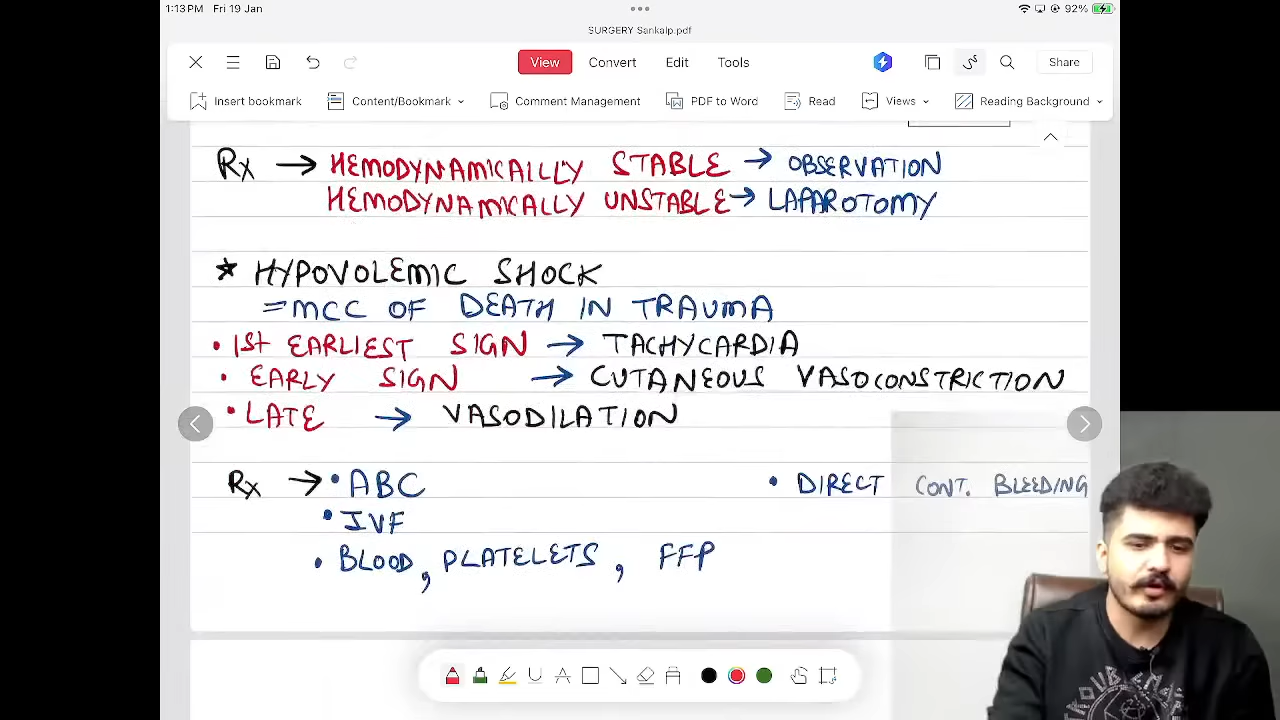 1:13 PM Fri 19 Jan
92%
SURGERY Sankalp.pdf
View Convert Edit Tools Share
Insert bookmark Content/Bookmark Comment Management PDF to Word Read Views Reading Background
Rx → HEMODYNAMICALLY STABLE → OBSERVATION
HEMODYNAMICALLY UNSTABLE → LAPAROTOMY
* HYPOVOLEMIC SHOCK
= MCC OF DEATH IN TRAUMA
• 1st EARLIEST SIGN → TACHYCARDIA
• EARLY SIGN → CUTANEOUS VASOCONSTRICTION
• LATE → VASODILATION
Rx → • ABC • DIRECT CONT. BLEEDING
• IVF
• BLOOD, PLATELETS, FFP